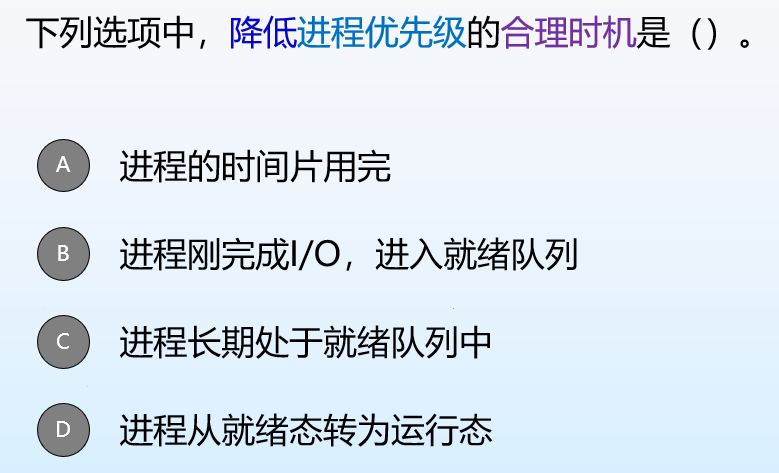 下列选项中，降低进程优先级的合理时机是（）。
A 进程的时间片用完
B 进程刚完成I/O，进入就绪队列
C 进程长期处于就绪队列中
D 进程从就绪态转为运行态